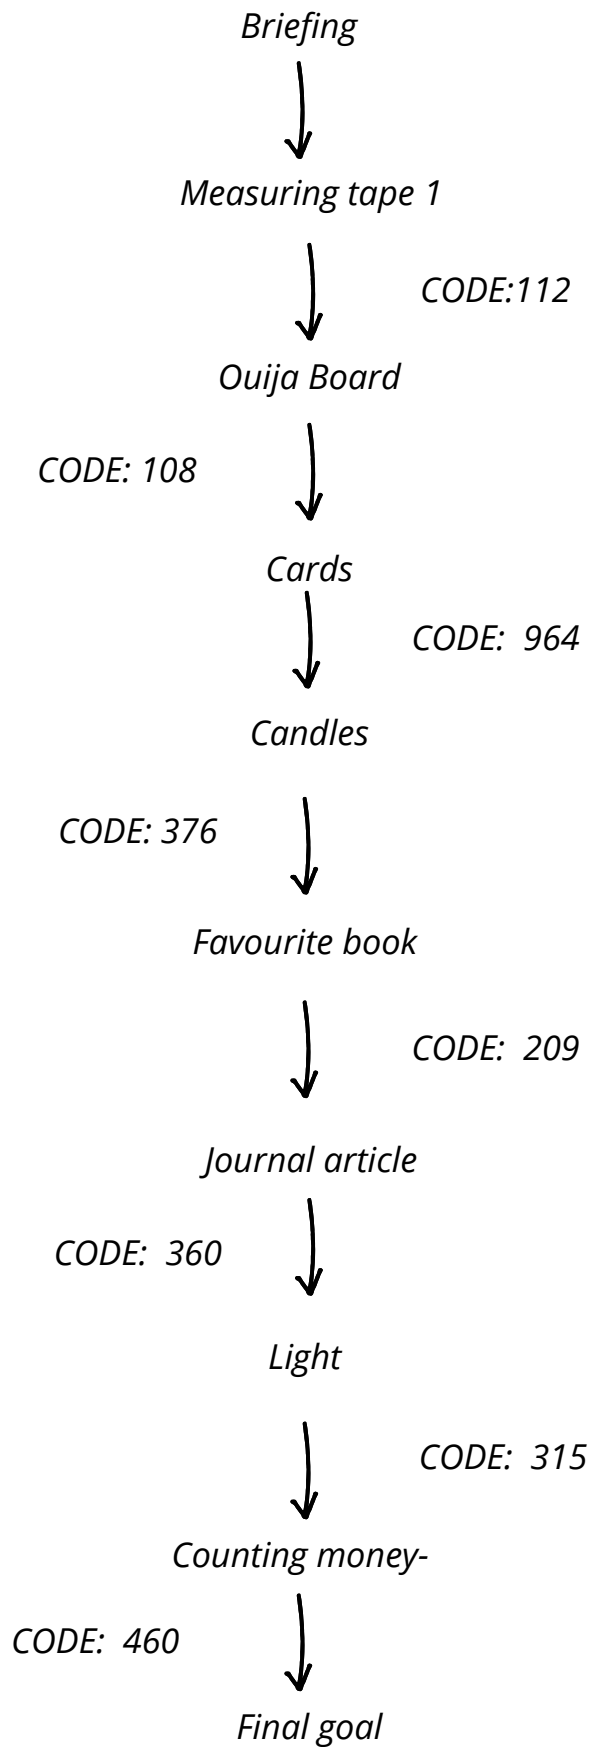 Briefing
Measuring tape 1
CODE:112
Ouija Board
CODE: 108
Cards
CODE: 964
Candles
CODE: 376
Favourite book
CODE: 209
Journal article
CODE: 360
Light
CODE: 315
Counting money-
CODE: 460
Final goal